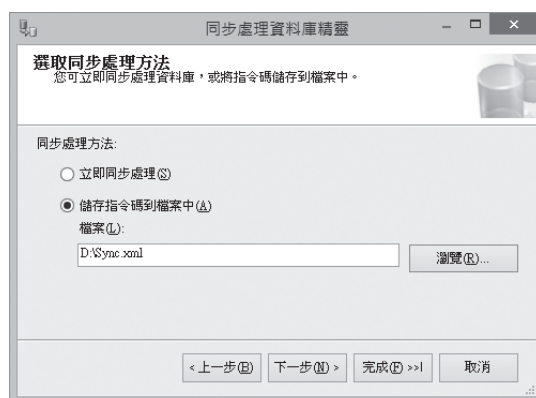 同步處理資料庫精靈
選取同步處理方法
您可立即同步處理資料庫，或將指令碼儲存到檔案中。
同步處理方法:
立即同步處理(S)
儲存指令碼到檔案中(A)
檔案(L):
D:\Sync.xml
瀏覽(R)...
<上一步(B) 下一步(N)> 完成(F)>>| 取消